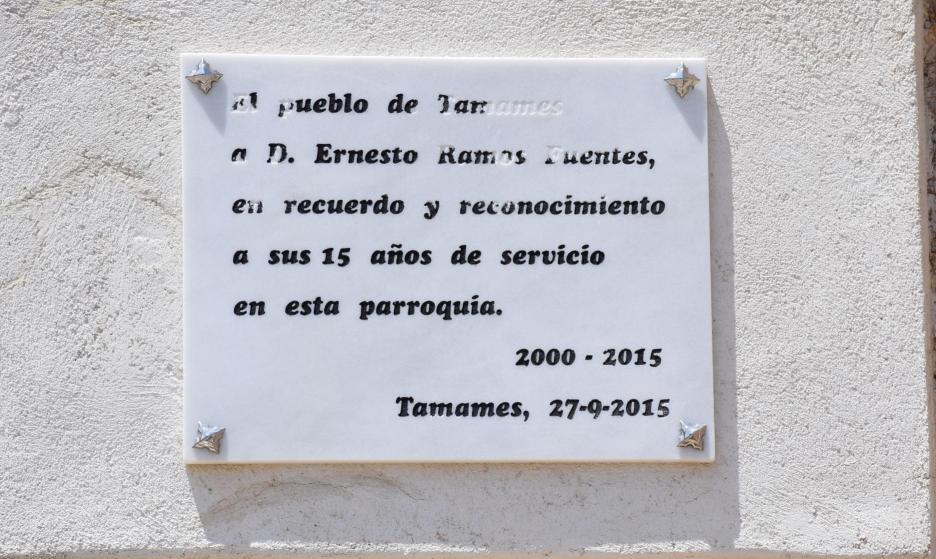 El pueblo de Tamames
a D. Ernesto Ramos Fuentes,
en recuerdo y reconocimiento
a sus 15 años de servicio
en esta parroquia.
2000 - 2015
Tamames, 27-9-2015